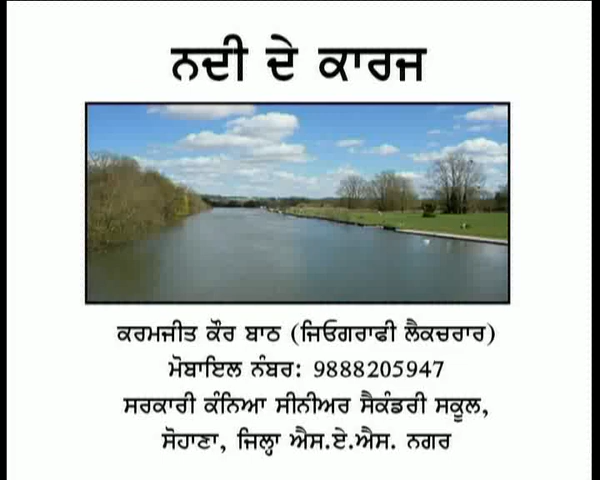 ਨਦੀ ਦੇ ਕਾਰਜ
ਕਰਮਜੀਤ ਕੌਰ ਬਾਠ (ਜਿਓਗਰਾਫੀ ਲੈਕਚਰਾਰ)
ਮੋਬਾਇਲ ਨੰਬਰ: 9888205947
ਸਰਕਾਰੀ ਕੰਨਿਆ ਸੀਨੀਅਰ ਸੈਕੰਡਰੀ ਸਕੂਲ,
ਸੋਹਾਣਾ, ਜਿਲ੍ਹਾ ਐਸ.ਏ.ਐਸ. ਨਗਰ